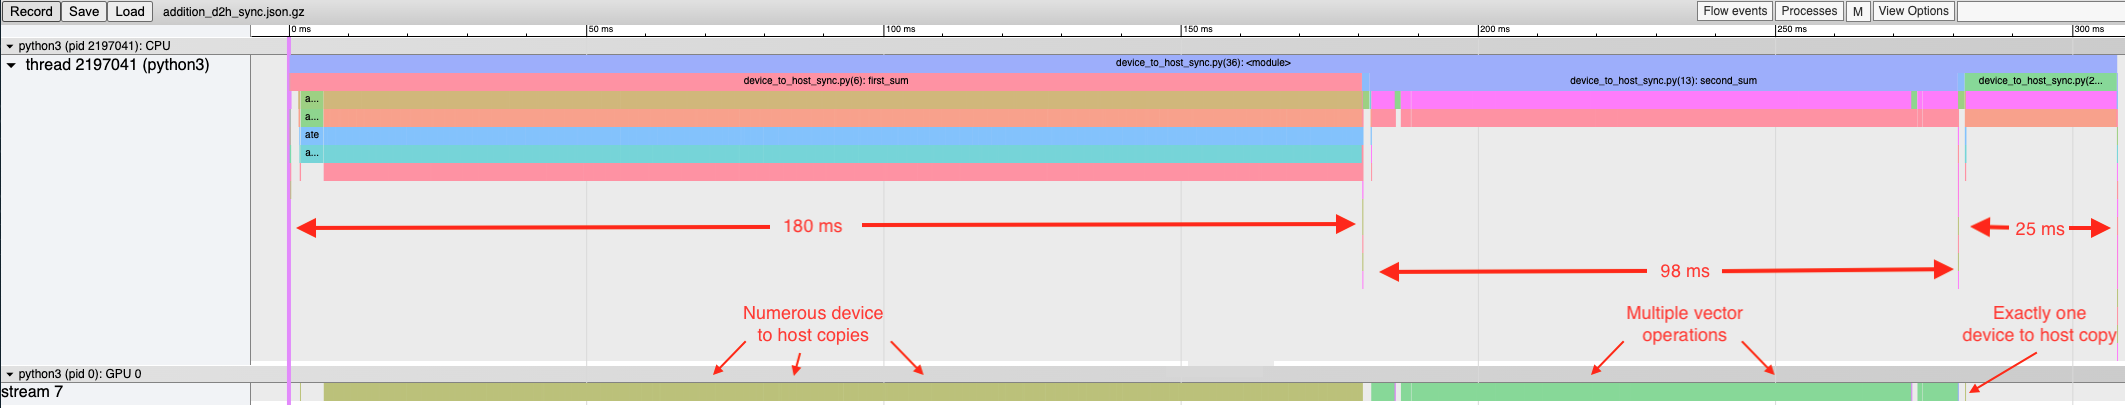 Record Save Load addition_d2h_sync.json.gz Flow events Processes M View Options
0 ms 50 ms 100 ms 150 ms 200 ms 250 ms 300 ms
python3 (pid 2197041): CPU
thread 2197041 (python3)
device_to_host_sync.py(36): <module>
device_to_host_sync.py(6): first_sum device_to_host_sync.py(13): second_sum device_to_host_sync.py(2...
a...
a...
ate
a...
180 ms
25 ms
98 ms
Numerous device
to host copies
Multiple vector
operations
Exactly one
device to host copy
python3 (pid 0): GPU 0
stream 7